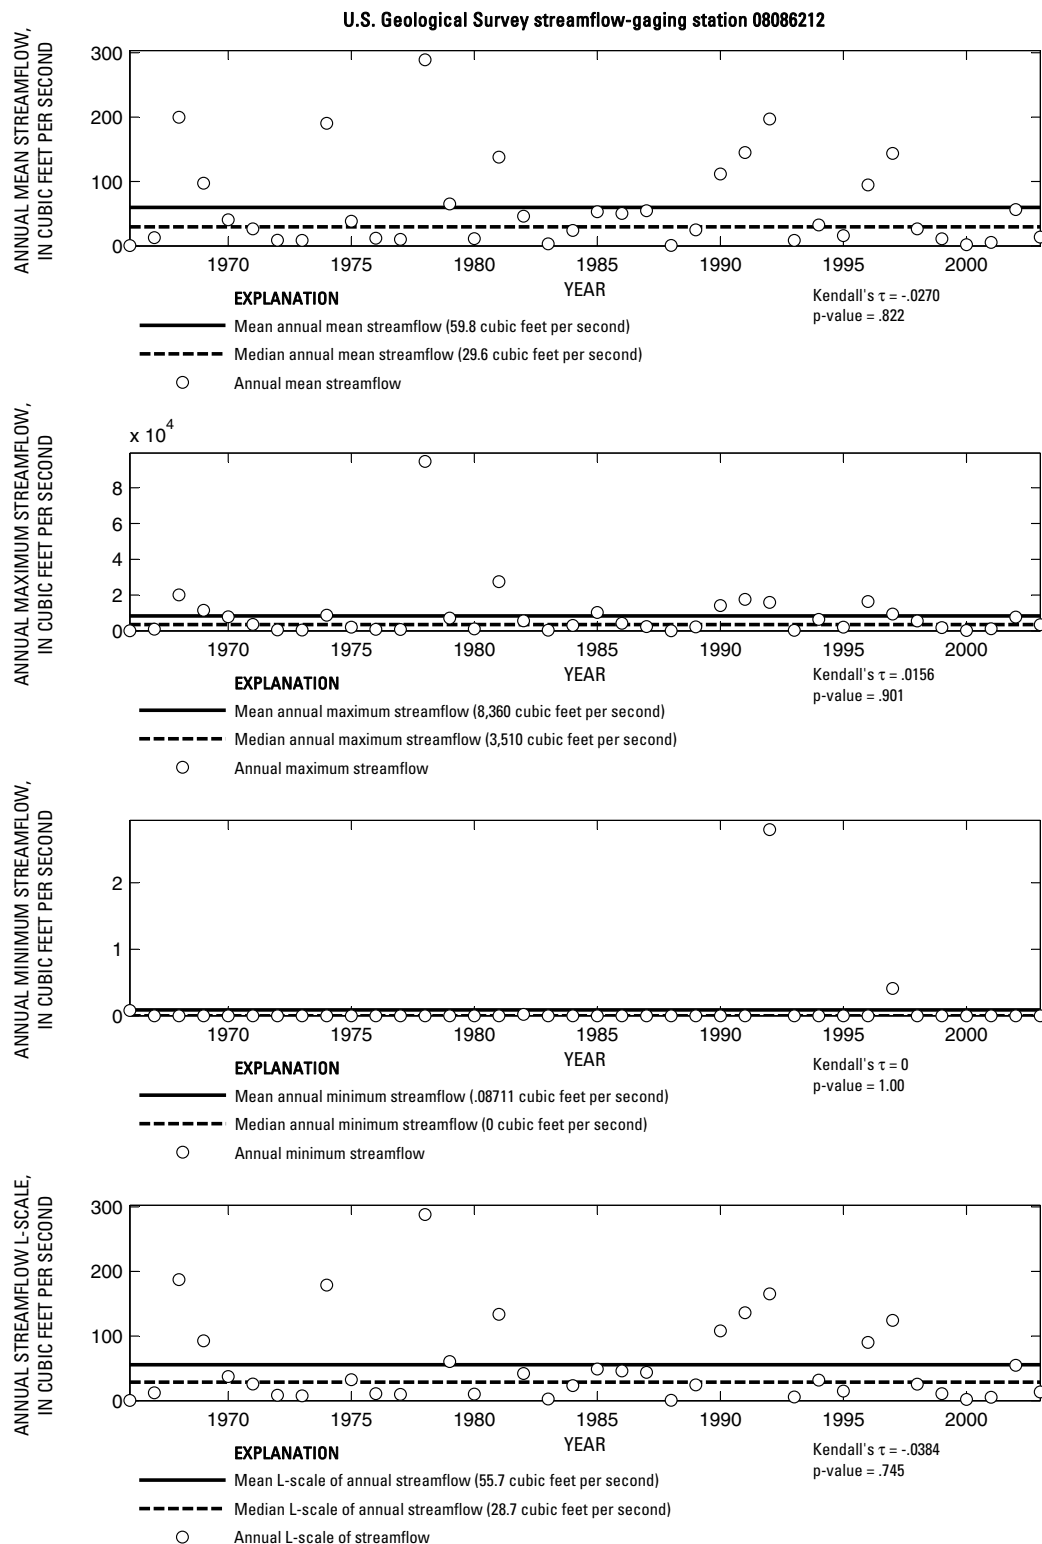 U.S. Geological Survey streamflow-gaging station 08086212
ANNUAL MEAN STREAMFLOW,
IN CUBIC FEET PER SECOND
300
200
100
0
1970 1975 1980 1985 1990 1995 2000
YEAR
Kendall's τ = -.0270
p-value = .822
EXPLANATION
Mean annual mean streamflow (59.8 cubic feet per second)
Median annual mean streamflow (29.6 cubic feet per second)
Annual mean streamflow
ANNUAL MAXIMUM STREAMFLOW,
IN CUBIC FEET PER SECOND
x 10^4
8
6
4
2
0
1970 1975 1980 1985 1990 1995 2000
YEAR
Kendall's τ = .0156
p-value = .901
EXPLANATION
Mean annual maximum streamflow (8,360 cubic feet per second)
Median annual maximum streamflow (3,510 cubic feet per second)
Annual maximum streamflow
ANNUAL MINIMUM STREAMFLOW,
IN CUBIC FEET PER SECOND
2
1
0
1970 1975 1980 1985 1990 1995 2000
YEAR
Kendall's τ = 0
p-value = 1.00
EXPLANATION
Mean annual minimum streamflow (.08711 cubic feet per second)
Median annual minimum streamflow (0 cubic feet per second)
Annual minimum streamflow
ANNUAL STREAMFLOW L-SCALE,
IN CUBIC FEET PER SECOND
300
200
100
0
1970 1975 1980 1985 1990 1995 2000
YEAR
Kendall's τ = -.0384
p-value = .745
EXPLANATION
Mean L-scale of annual streamflow (55.7 cubic feet per second)
Median L-scale of annual streamflow (28.7 cubic feet per second)
Annual L-scale of streamflow